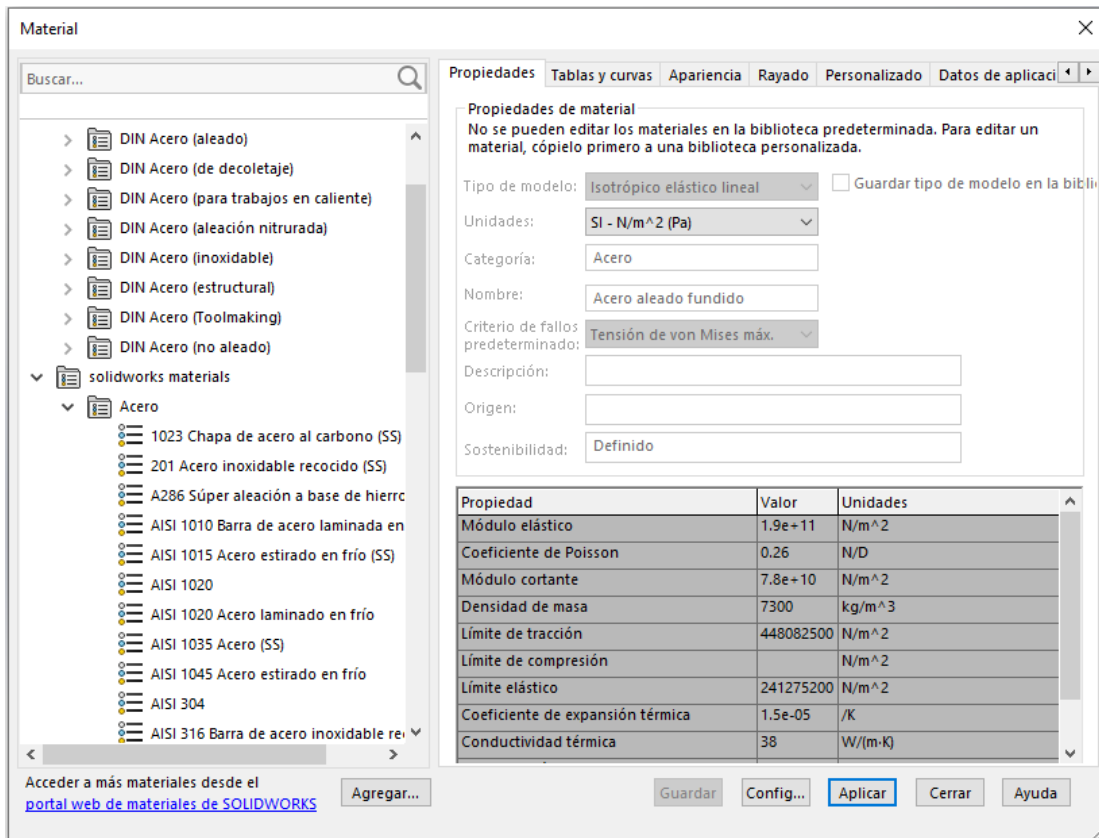 Material
Buscar...
DIN Acero (aleado)
DIN Acero (de decoletaje)
DIN Acero (para trabajos en caliente)
DIN Acero (aleación nitrurada)
DIN Acero (inoxidable)
DIN Acero (estructural)
DIN Acero (Toolmaking)
DIN Acero (no aleado)
solidworks materials
Acero
1023 Chapa de acero al carbono (SS)
201 Acero inoxidable recocido (SS)
A286 Súper aleación a base de hierro
AISI 1010 Barra de acero laminada en
AISI 1015 Acero estirado en frío (SS)
AISI 1020
AISI 1020 Acero laminado en frío
AISI 1035 Acero (SS)
AISI 1045 Acero estirado en frío
AISI 304
AISI 316 Barra de acero inoxidable re
Acceder a más materiales desde el
portal web de materiales de SOLIDWORKS
Agregar...
Propiedades Tablas y curvas Apariencia Rayado Personalizado Datos de aplicaci
Propiedades de material
No se pueden editar los materiales en la biblioteca predeterminada. Para editar un
material, cópielo primero a una biblioteca personalizada.
Tipo de modelo: Isotrópico elástico lineal Guardar tipo de modelo en la bibli
Unidades: SI - N/m^2 (Pa)
Categoría: Acero
Nombre: Acero aleado fundido
Criterio de fallos
predeterminado: Tensión de von Mises máx.
Descripción:
Origen:
Sostenibilidad: Definido
Propiedad Valor Unidades
Módulo elástico 1.9e+11 N/m^2
Coeficiente de Poisson 0.26 N/D
Módulo cortante 7.8e+10 N/m^2
Densidad de masa 7300 kg/m^3
Límite de tracción 448082500 N/m^2
Límite de compresión N/m^2
Límite elástico 241275200 N/m^2
Coeficiente de expansión térmica 1.5e-05 /K
Conductividad térmica 38 W/(m·K)
Guardar Config... Aplicar Cerrar Ayuda